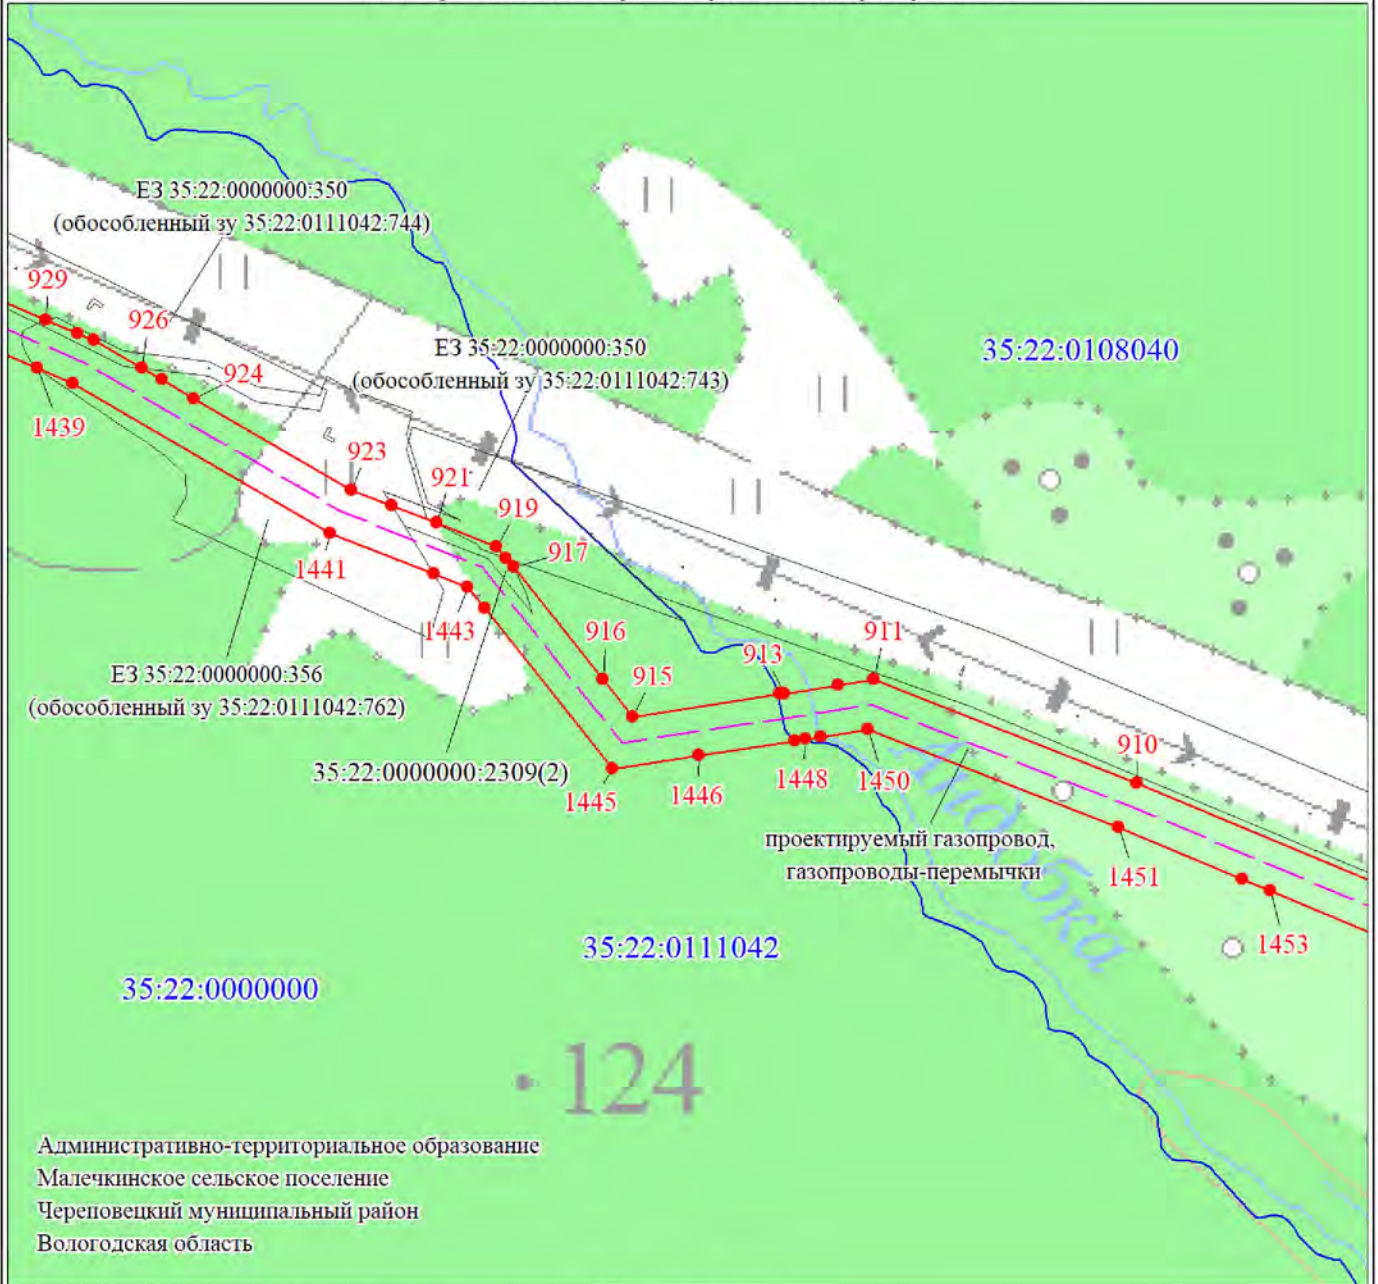 ЕЗ 35:22:0000000:350
(обособленный зу 35:22:0111042:744)
929
926
924
1439
ЕЗ 35:22:0000000:350
(обособленный зу 35:22:0111042:743)
35:22:0108040
923
921
919
917
1441
1443
916
915
913
911
910
ЕЗ 35:22:0000000:356
(обособленный зу 35:22:0111042:762)
35:22:0000000:2309(2)
1445
1446
1448
1450
1451
1453
Андобка
проектируемый газопровод,
газопроводы-перемычки
35:22:0111042
35:22:0000000
124
Административно-территориальное образование
Малечкинское сельское поселение
Череповецкий муниципальный район
Вологодская область